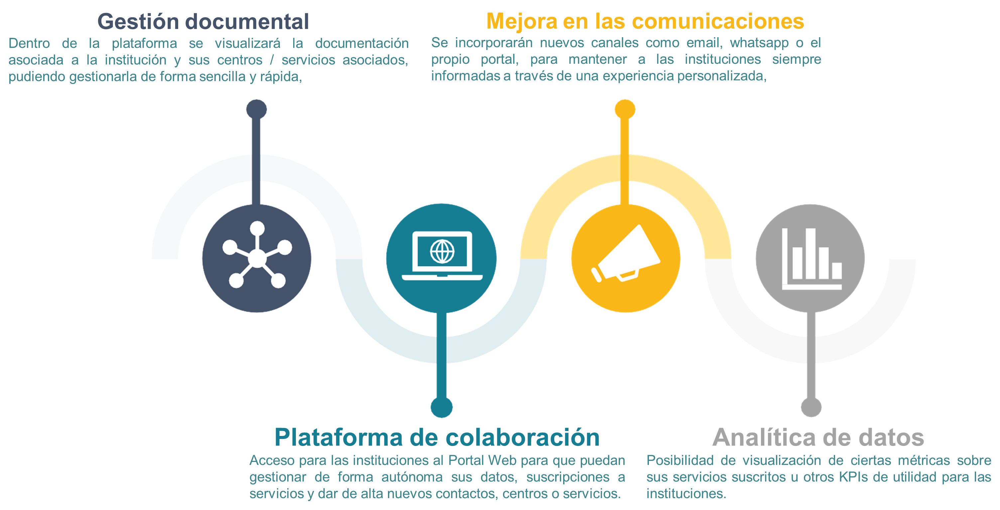 Gestión documental
Dentro de la plataforma se visualizará la documentación
asociada a la institución y sus centros / servicios asociados,
pudiendo gestionarla de forma sencilla y rápida,
Mejora en las comunicaciones
Se incorporarán nuevos canales como email, whatsapp o el
propio portal, para mantener a las instituciones siempre
informadas a través de una experiencia personalizada,
Plataforma de colaboración
Acceso para las instituciones al Portal Web para que puedan
gestionar de forma autónoma sus datos, suscripciones a
servicios y dar de alta nuevos contactos, centros o servicios.
Analítica de datos
Posibilidad de visualización de ciertas métricas sobre
sus servicios suscritos u otros KPIs de utilidad para las
instituciones.